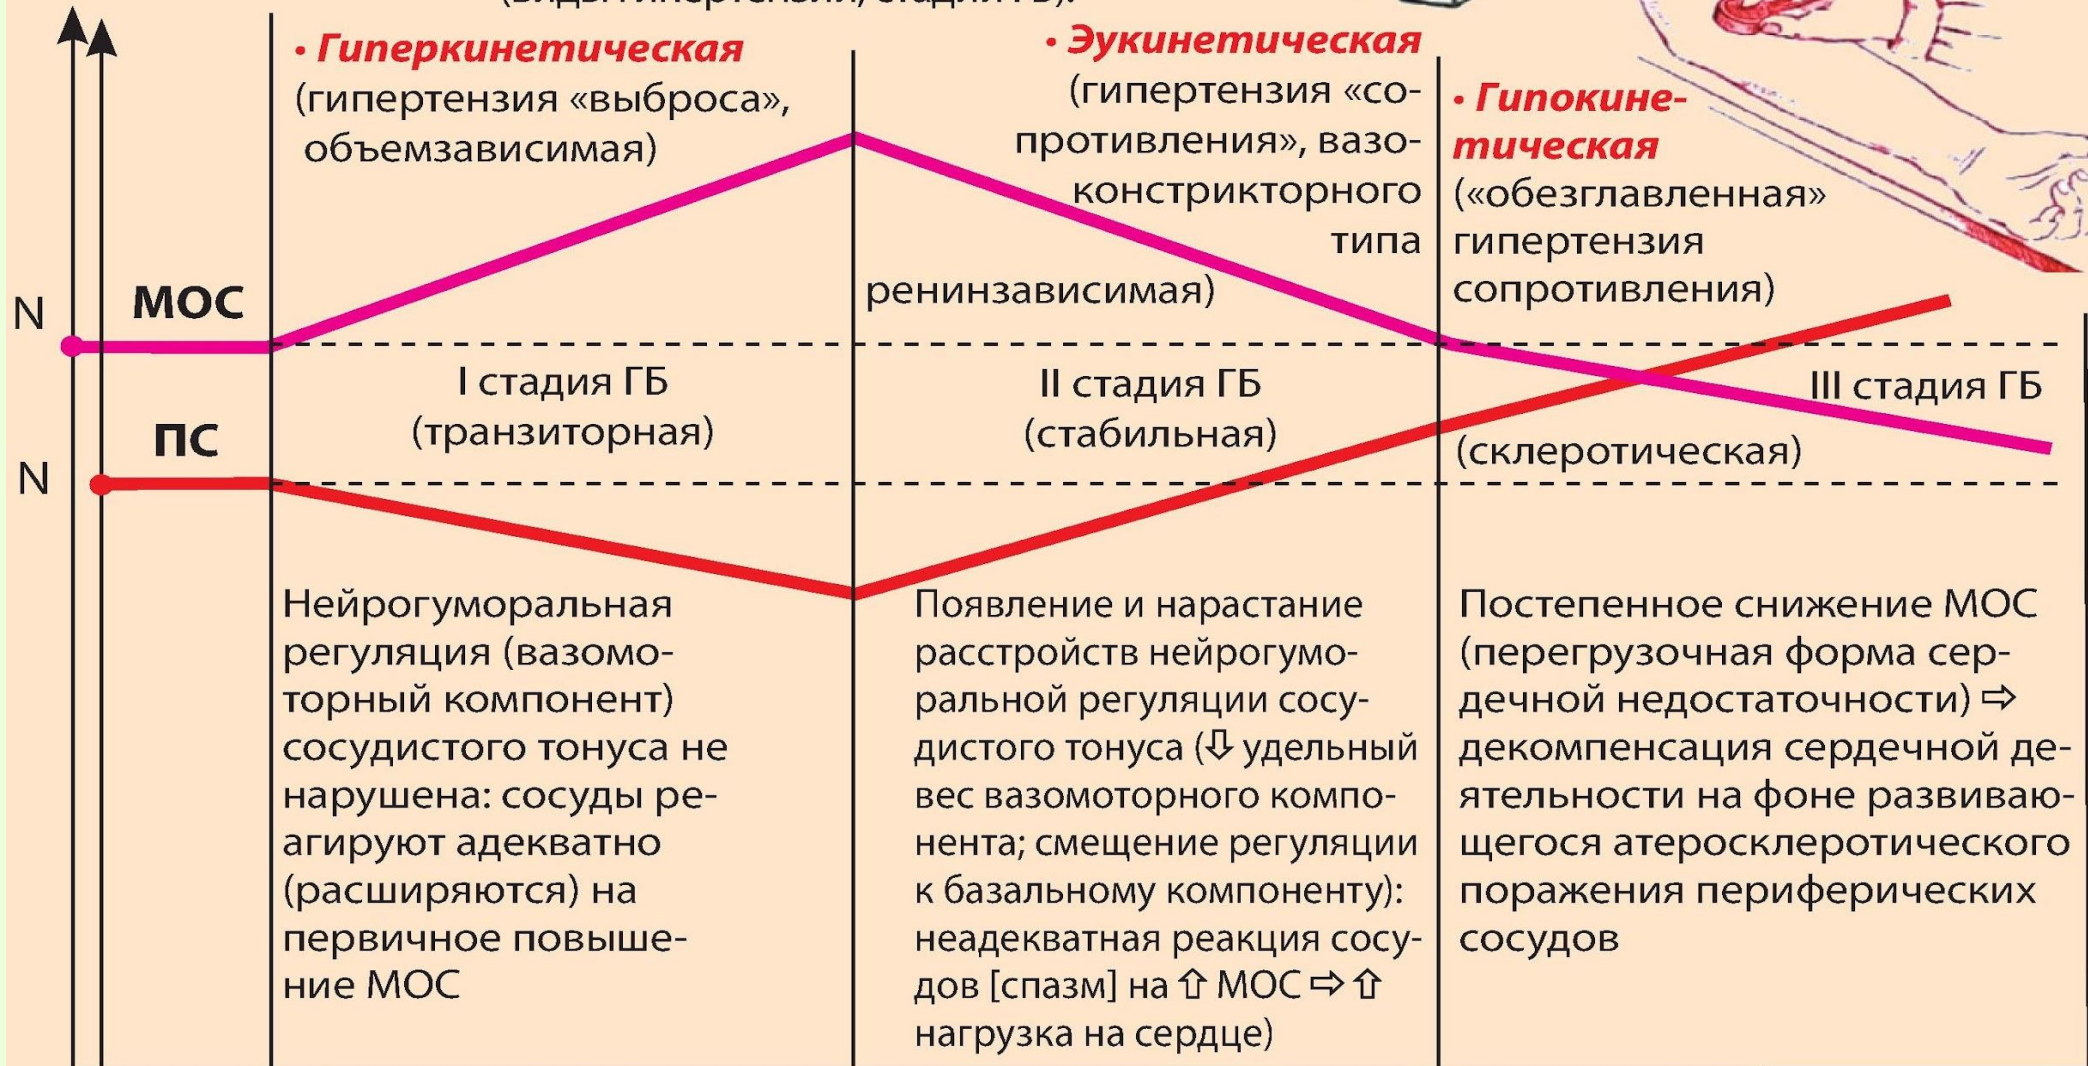 (виды гипертензии, стадии ГБ).
• Гиперкинетическая
(гипертензия «выброса»,
объемзависимая)
• Эукинетическая
(гипертензия «со-
противления», вазо-
констрикторного
типа
ренинзависимая)
• Гипокине-
тическая
(«обезглавленная»
гипертензия
сопротивления)
N
МОС
N
ПС
I стадия ГБ
(транзиторная)
II стадия ГБ
(стабильная)
III стадия ГБ
(склеротическая)
Нейрогуморальная
регуляция (вазомо-
торный компонент)
сосудистого тонуса не
нарушена: сосуды ре-
агируют адекватно
(расширяются) на
первичное повыше-
ние МОС
Появление и нарастание
расстройств нейрогумо-
ральной регуляции сосу-
дистого тонуса (⇩ удельный
вес вазомоторного компо-
нента; смещение регуляции
к базальному компоненту):
неадекватная реакция сосу-
дов [спазм] на ⇧ МОС ⇨ ⇧
нагрузка на сердце)
Постепенное снижение МОС
(перегрузочная форма сер-
дечной недостаточности) ⇨
декомпенсация сердечной де-
ятельности на фоне развиваю-
щегося атеросклеротического
поражения периферических
сосудов